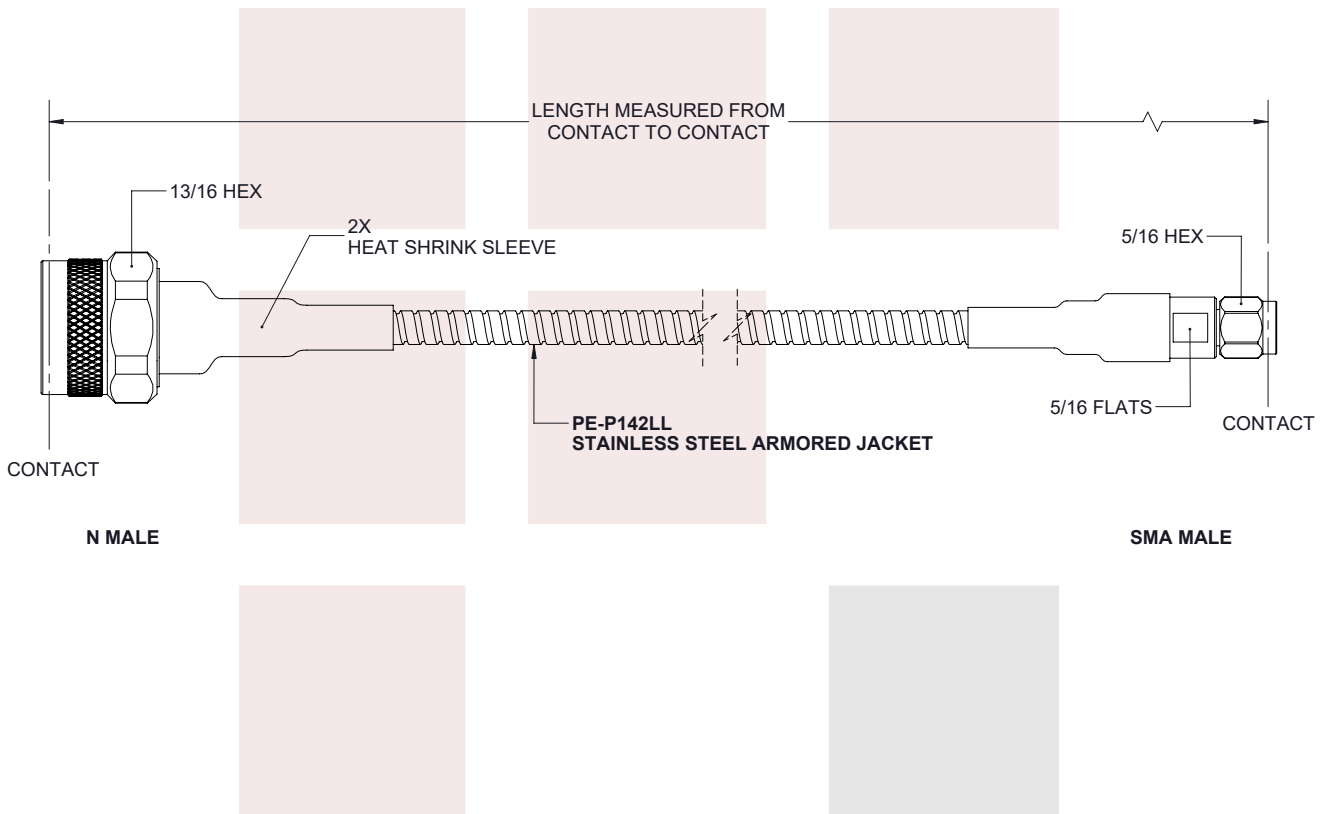 LENGTH MEASURED FROM
CONTACT TO CONTACT
13/16 HEX
2X
HEAT SHRINK SLEEVE
5/16 HEX
PE-P142LL
STAINLESS STEEL ARMORED JACKET
5/16 FLATS
CONTACT
CONTACT
N MALE
SMA MALE